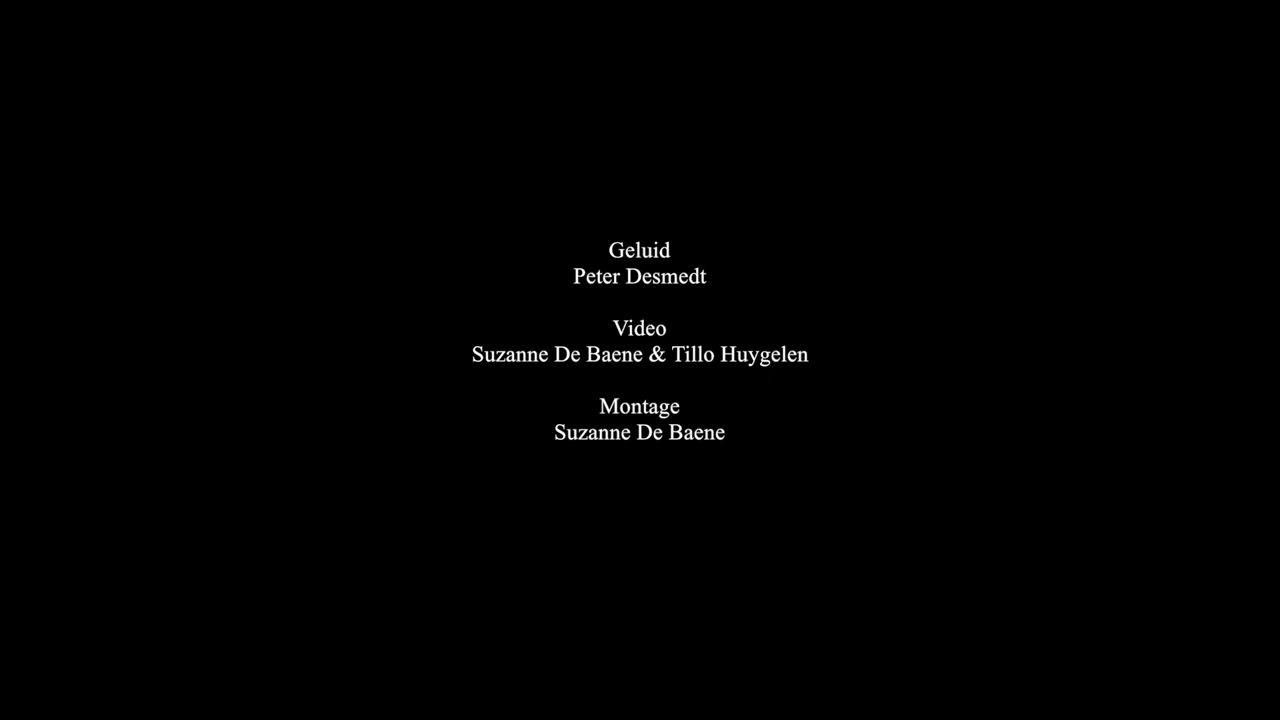 Geluid
Peter Desmedt
Video
Suzanne De Baene & Tillo Huygelen
Montage
Suzanne De Baene